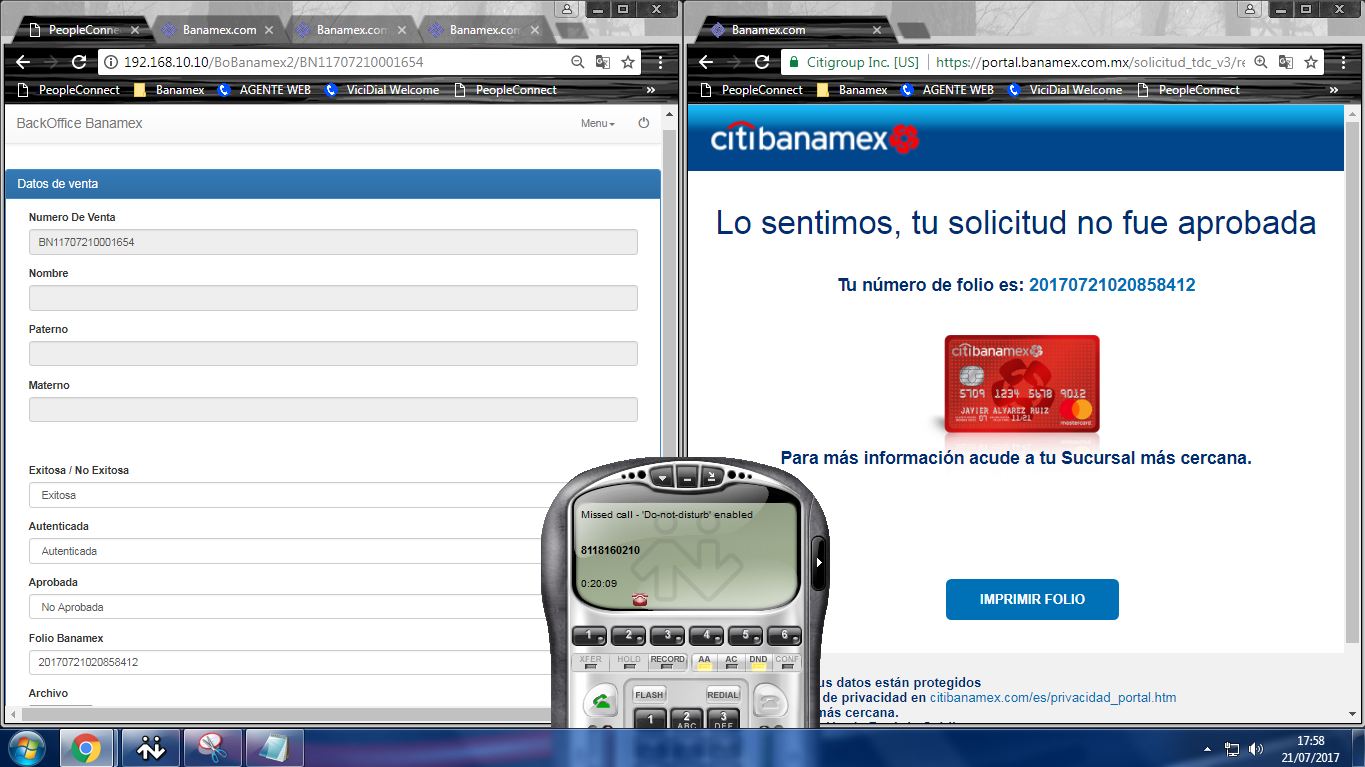 PeopleConne
Banamex.com
Banamex.com
Banamex.com
192.168.10.10/BoBanamex2/BN11707210001654
PeopleConnect
Banamex
AGENTE WEB
ViciDial Welcome
PeopleConnect
»
BackOffice Banamex
Menu
Datos de venta
Numero De Venta
BN11707210001654
Nombre
Paterno
Materno
Exitosa / No Exitosa
Exitosa
Autenticada
Autenticada
Aprobada
No Aprobada
Folio Banamex
20170721020858412
Archivo
Banamex.com
Citigroup Inc. [US]
https://portal.banamex.com.mx/solicitud_tdc_v3/re
PeopleConnect
Banamex
AGENTE WEB
ViciDial Welcome
PeopleConnect
»
citibanamex
Lo sentimos, tu solicitud no fue aprobada
Tu número de folio es: 20170721020858412
citibanamex
5709 1234 5678 9012
07 11/21
JAVIER ALVAREZ RUIZ
mastercard
Para más información acude a tu Sucursal más cercana.
IMPRIMIR FOLIO
us datos están protegidos
de privacidad en citibanamex.com/es/privacidad_portal.htm
más cercana.
Missed call - 'Do-not-disturb' enabled
8118160210
0:20:09
1 2 3 4 5 6
XFER HOLD RECORD AA AC DND CONF
FLASH REDIAL
1 2 3
ABC DEF
17:58
21/07/2017